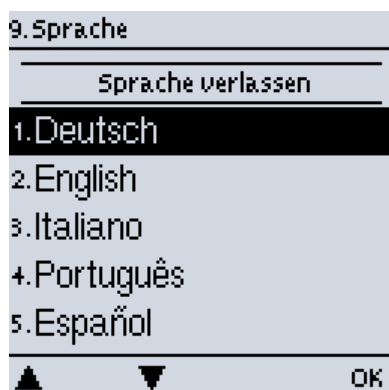 9.Sprache
Sprache verlassen
1.Deutsch
2.English
3.Italiano
4.Português
5.Español
OK